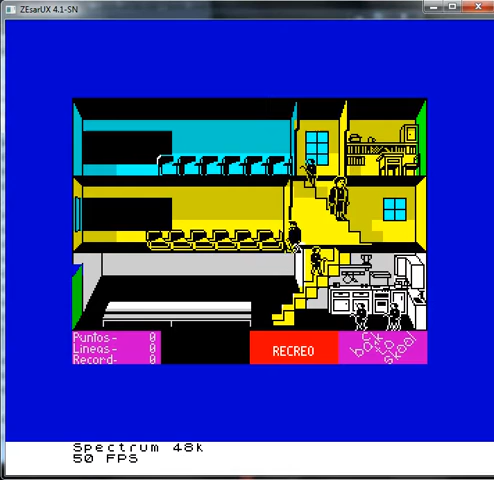 ZEsarUX 4.1-SN
Puntos- 0
Lineas- 0
Record- 0
RECREO
back
to
skool
Spectrum 48k
50 FPS